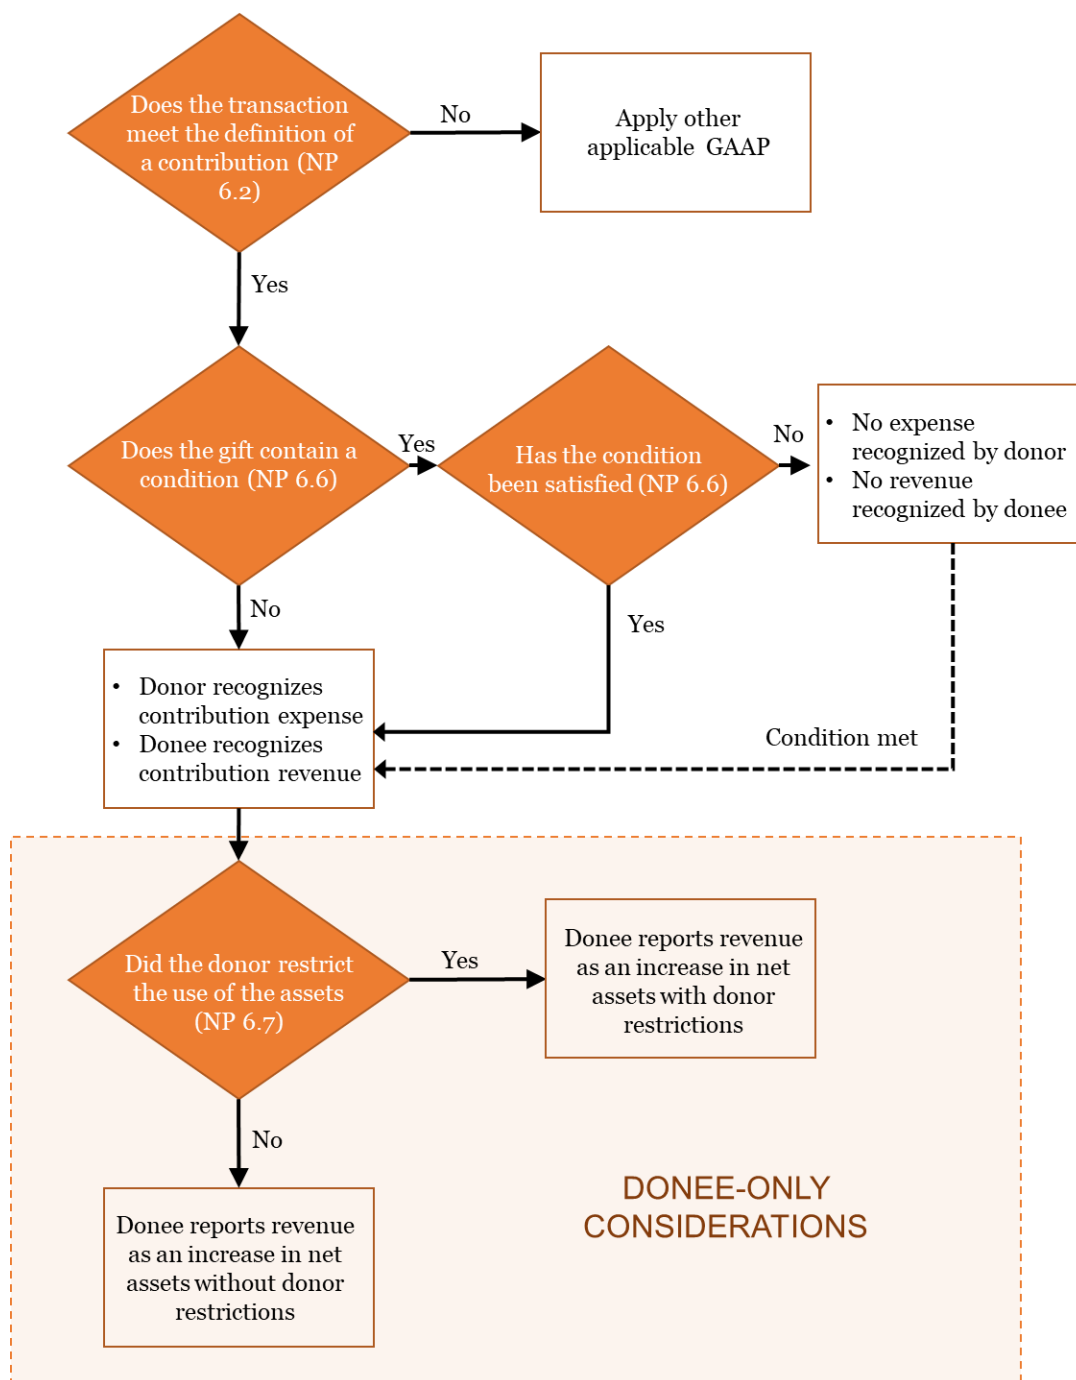 Does the transaction
meet the definition of
a contribution (NP
6.2)
No
Apply other
applicable GAAP
Yes
Does the gift contain a
condition (NP 6.6)
Yes
Has the condition
been satisfied (NP 6.6)
No
• No expense
recognized by donor
• No revenue
recognized by donee
No
Yes
• Donor recognizes
contribution expense
• Donee recognizes
contribution revenue
Condition met
Did the donor restrict
the use of the assets
(NP 6.7)
Yes
Donee reports revenue
as an increase in net
assets with donor
restrictions
No
Donee reports revenue
as an increase in net
assets without donor
restrictions
DONEE-ONLY
CONSIDERATIONS